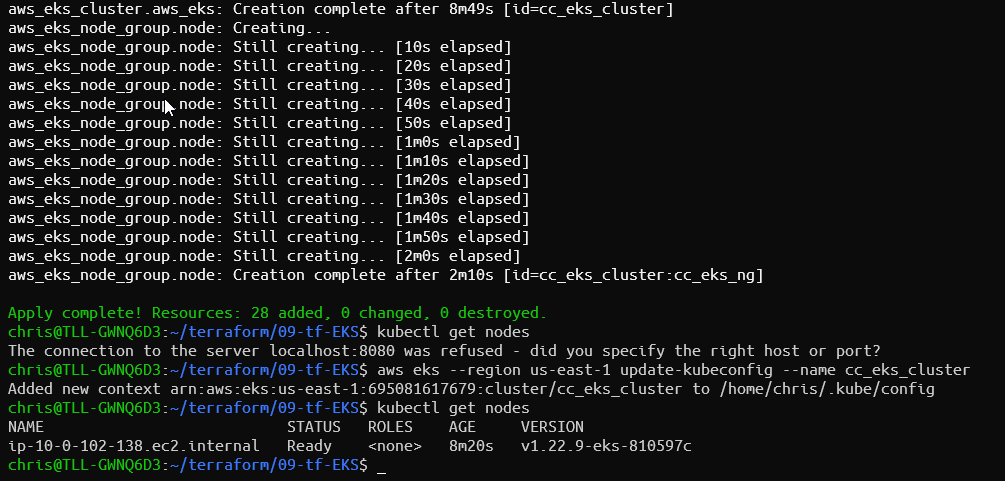 aws_eks_cluster.aws_eks: Creation complete after 8m49s [id=cc_eks_cluster]
aws_eks_node_group.node: Creating...
aws_eks_node_group.node: Still creating... [10s elapsed]
aws_eks_node_group.node: Still creating... [20s elapsed]
aws_eks_node_group.node: Still creating... [30s elapsed]
aws_eks_node_group.node: Still creating... [40s elapsed]
aws_eks_node_group.node: Still creating... [50s elapsed]
aws_eks_node_group.node: Still creating... [1m0s elapsed]
aws_eks_node_group.node: Still creating... [1m10s elapsed]
aws_eks_node_group.node: Still creating... [1m20s elapsed]
aws_eks_node_group.node: Still creating... [1m30s elapsed]
aws_eks_node_group.node: Still creating... [1m40s elapsed]
aws_eks_node_group.node: Still creating... [1m50s elapsed]
aws_eks_node_group.node: Still creating... [2m0s elapsed]
aws_eks_node_group.node: Creation complete after 2m10s [id=cc_eks_cluster:cc_eks_ng]
Apply complete! Resources: 28 added, 0 changed, 0 destroyed.
chris@TLL-GWNQ6D3:~/terraform/09-tf-EKS$ kubectl get nodes
The connection to the server localhost:8080 was refused - did you specify the right host or port?
chris@TLL-GWNQ6D3:~/terraform/09-tf-EKS$ aws eks --region us-east-1 update-kubeconfig --name cc_eks_cluster
Added new context arn:aws:eks:us-east-1:695081617679:cluster/cc_eks_cluster to /home/chris/.kube/config
chris@TLL-GWNQ6D3:~/terraform/09-tf-EKS$ kubectl get nodes
NAME STATUS ROLES AGE VERSION
ip-10-0-102-138.ec2.internal Ready <none> 8m20s v1.22.9-eks-810597c
chris@TLL-GWNQ6D3:~/terraform/09-tf-EKS$ _